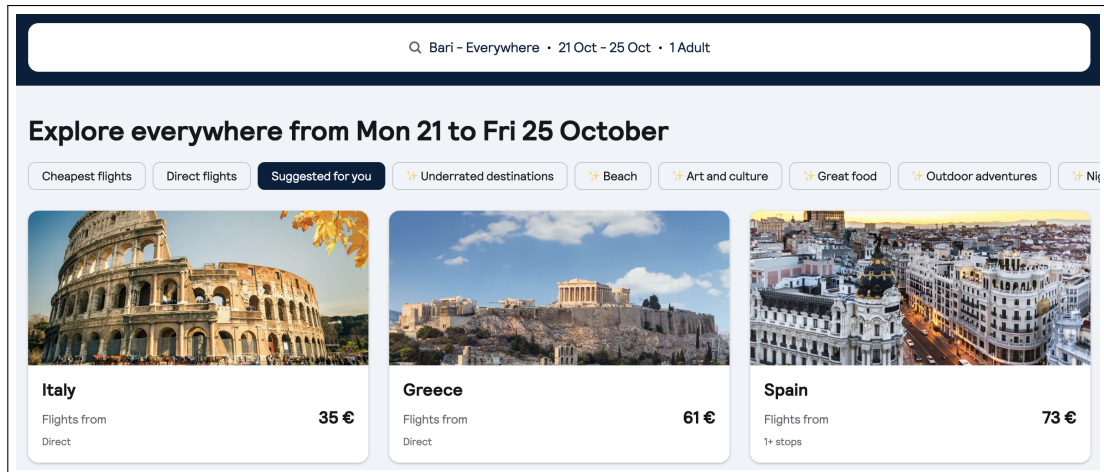 Bari – Everywhere • 21 Oct – 25 Oct • 1 Adult
Explore everywhere from Mon 21 to Fri 25 October
Cheapest flights
Direct flights
Suggested for you
Underrated destinations
Beach
Art and culture
Great food
Outdoor adventures
Italy
Flights from 35 €
Direct
Greece
Flights from 61 €
Direct
Spain
Flights from 73 €
1+ stops